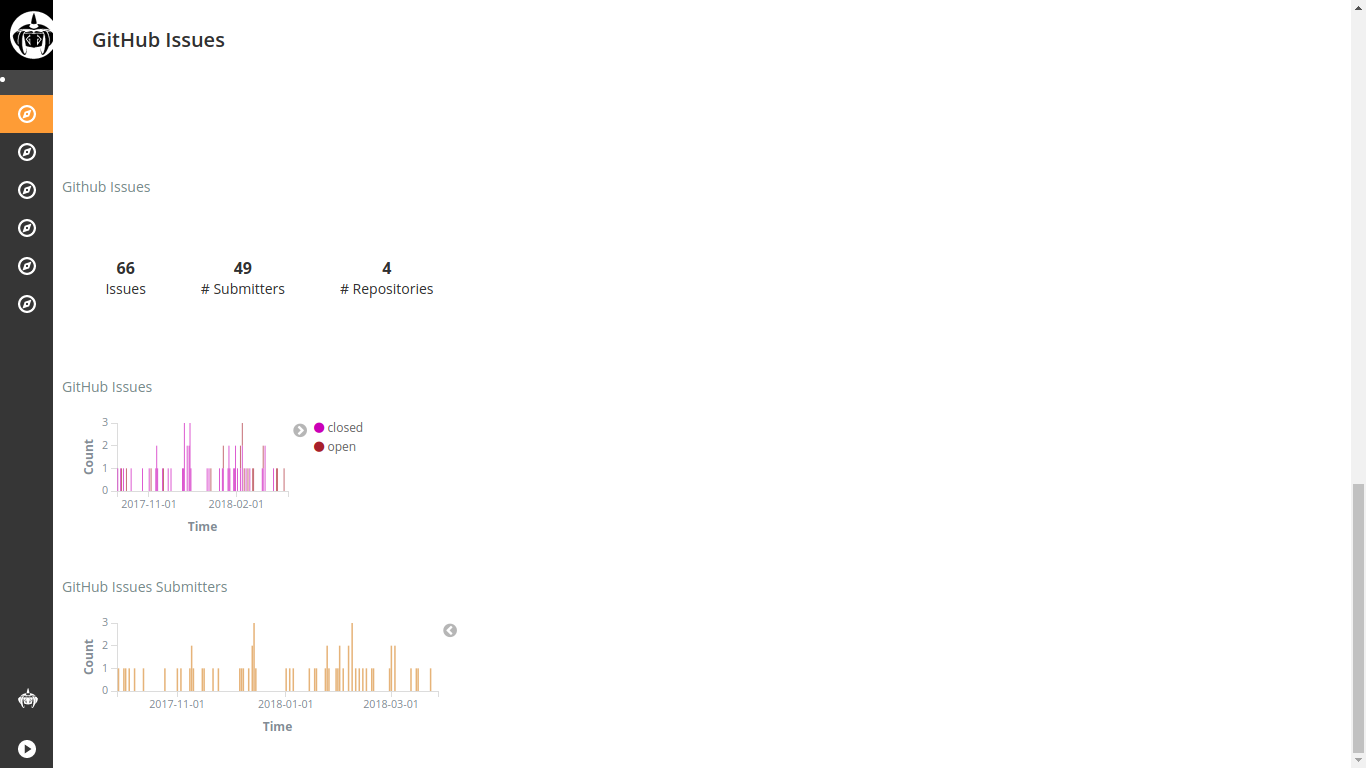 GitHub Issues
Github Issues
66 49 4
Issues # Submitters # Repositories
GitHub Issues
3
2
1
0
Count
closed
open
2017-11-01 2018-02-01
Time
GitHub Issues Submitters
3
2
1
0
Count
2017-11-01 2018-01-01 2018-03-01
Time